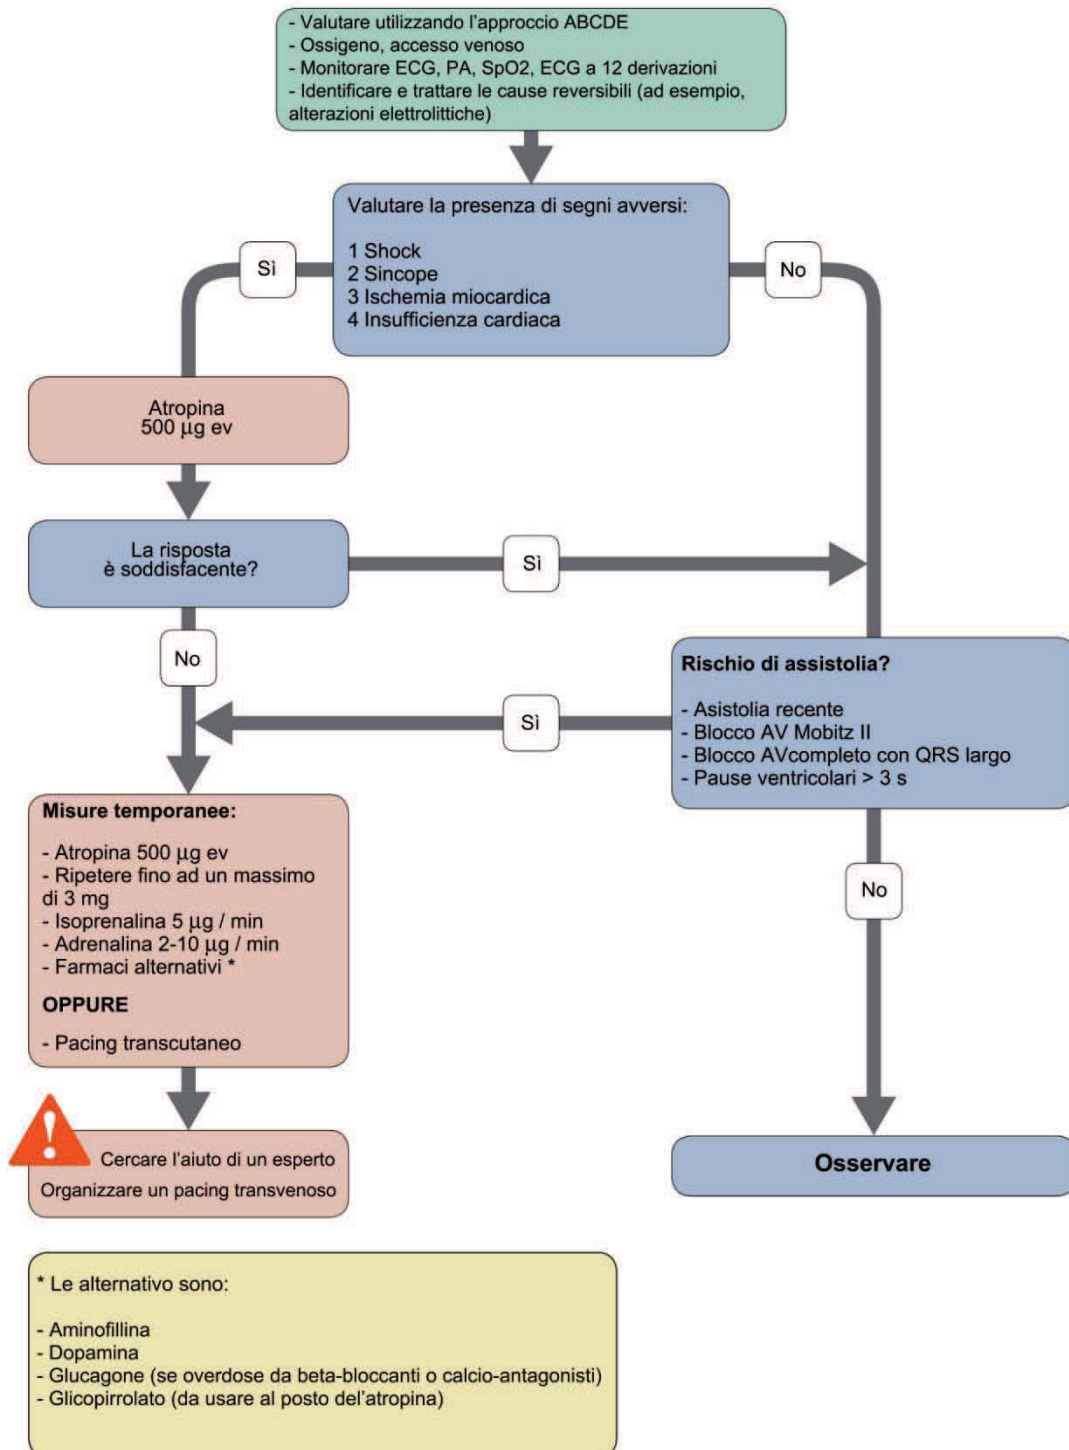 - Valutare utilizzando l'approccio ABCDE
- Ossigeno, accesso venoso
- Monitorare ECG, PA, SpO2, ECG a 12 derivazioni
- Identificare e trattare le cause reversibili (ad esempio,
alterazioni elettrolittiche)
Valutare la presenza di segni avversi:
1 Shock
2 Sincope
3 Ischemia miocardica
4 Insufficienza cardiaca
Sì
No
Atropina
500 µg ev
La risposta
è soddisfacente?
Sì
No
Rischio di assistolia?
- Asistolia recente
- Blocco AV Mobitz II
- Blocco AVcompleto con QRS largo
- Pause ventricolari > 3 s
Sì
Misure temporanee:
- Atropina 500 µg ev
- Ripetere fino ad un massimo
di 3 mg
- Isoprenalina 5 µg / min
- Adrenalina 2-10 µg / min
- Farmaci alternativi *
OPPURE
- Pacing transcutaneo
No
!
Cercare l'aiuto di un esperto
Organizzare un pacing transvenoso
Osservare
* Le alternativo sono:
- Aminofillina
- Dopamina
- Glucagone (se overdose da beta-bloccanti o calcio-antagonisti)
- Glicopirrolato (da usare al posto del'atropina)